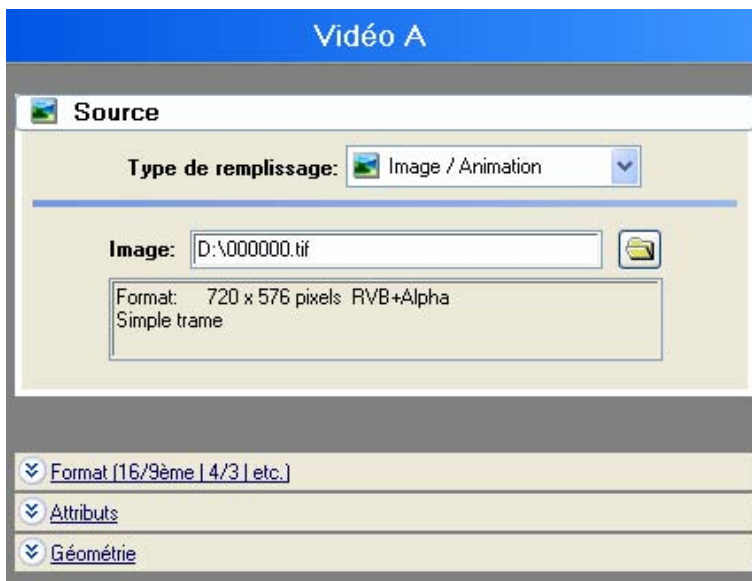 Vidéo A
Source
Type de remplissage: Image / Animation
Image: D:\000000.tif
Format: 720 x 576 pixels RVB+Alpha
Simple trame
Format (16/9ème | 4/3 | etc.)
Attributs
Géométrie